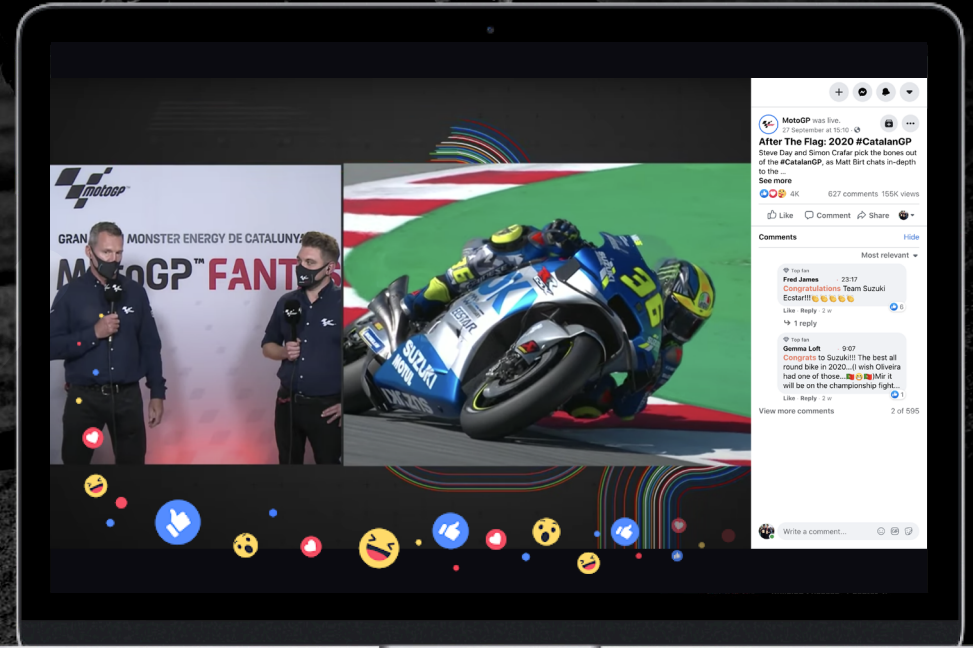 MotoGP™
GRAN MONSTER ENERGY DE CATALUNYA
MotoGP™ FAN
36
SUZUKI
MOTUL
ECSTAR
MotoGP was live.
27 September at 15:10 ·
After The Flag: 2020 #CatalanGP
Steve Day and Simon Crafar pick the bones out
of the #CatalanGP, as Matt Birt chats in-depth
to the ...
See more
4K
627 comments 155K views
Like Comment Share
Comments Hide
Most relevant
Top fan
Fred James · 23:17
Congratulations Team Suzuki
Ecstar!!!👏👏👏👏👏
6
Like · Reply · 2 w
1 reply
Top fan
Gemma Loft · 9:07
Congrats to Suzuki!!! The best all
round bike in 2020...(I wish Oliveira
had one of those...🇵🇹🤔🇵🇹)Mir it
will be on the championship fight...
1
Like · Reply · 2 w
View more comments 2 of 595
Write a comment...